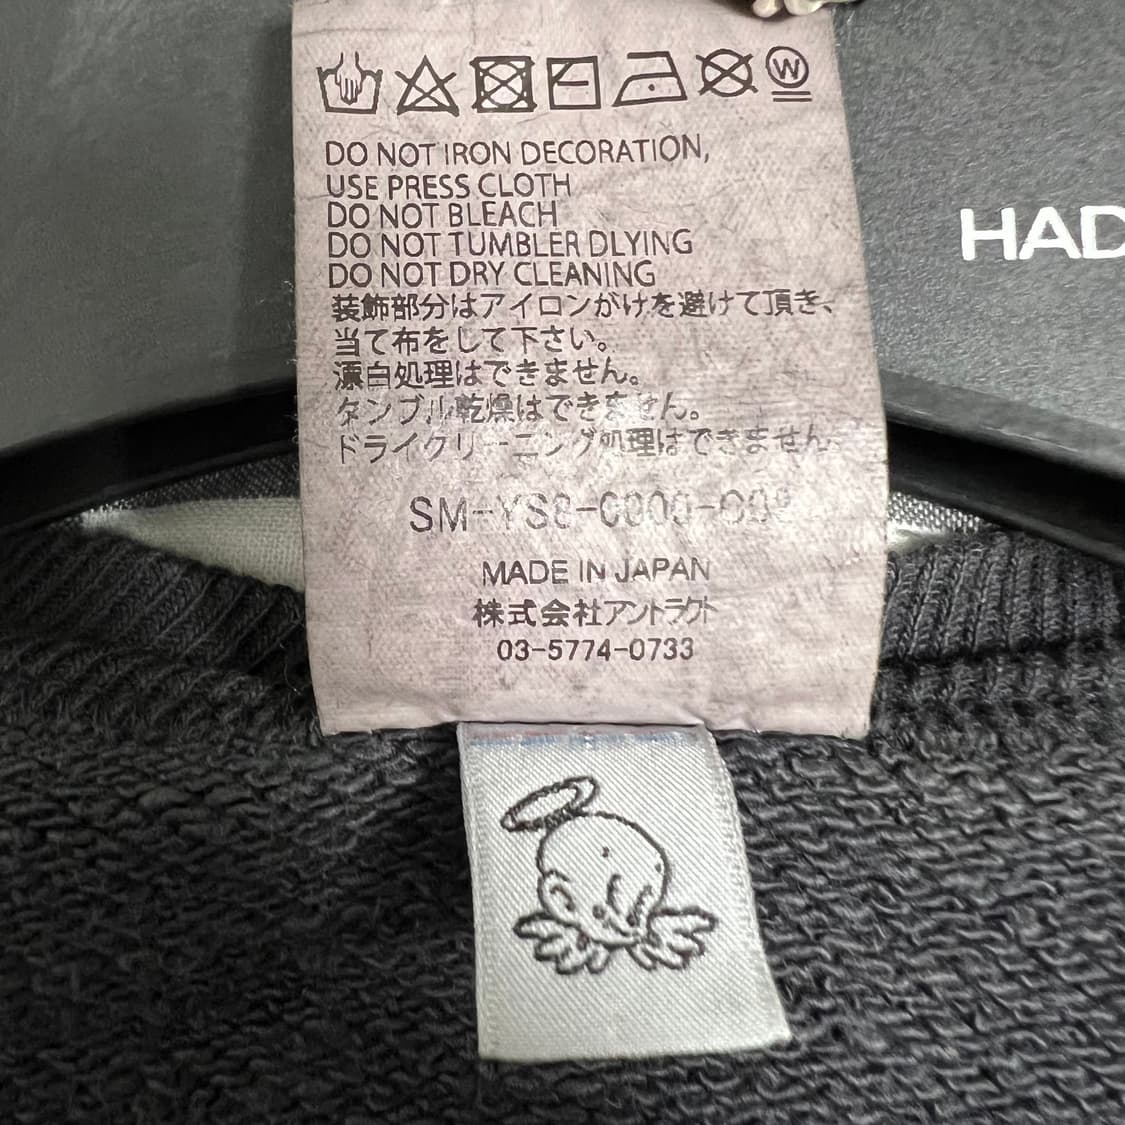 W
DO NOT IRON DECORATION,
USE PRESS CLOTH
DO NOT BLEACH
DO NOT TUMBLER DLYING
DO NOT DRY CLEANING
装飾部分はアイロンがけを避けて頂き、
当て布をして下さい。
漂白処理はできません。
タンブル乾燥はできません。
ドライクリーニング処理はできません。
MADE IN JAPAN
株式会社アントラクト
03-5774-0733
HAD